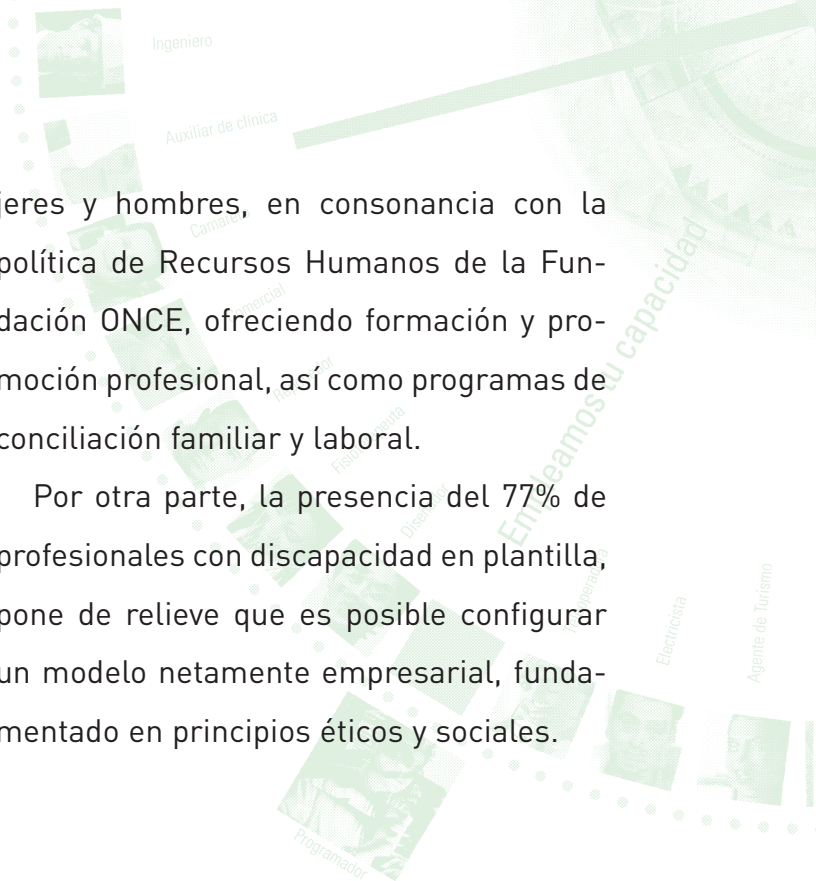 Ingeniero
Auxiliar de clínica
jeres y hombres, en consonancia con la
política de Recursos Humanos de la Fun-
dación ONCE, ofreciendo formación y pro-
moción profesional, así como programas de
conciliación familiar y laboral.
Por otra parte, la presencia del 77% de
profesionales con discapacidad en plantilla,
pone de relieve que es posible configurar
un modelo netamente empresarial, funda-
mentado en principios éticos y sociales.
Empleamos tu capacidad
Electricista
Agente de Turismo
Programador